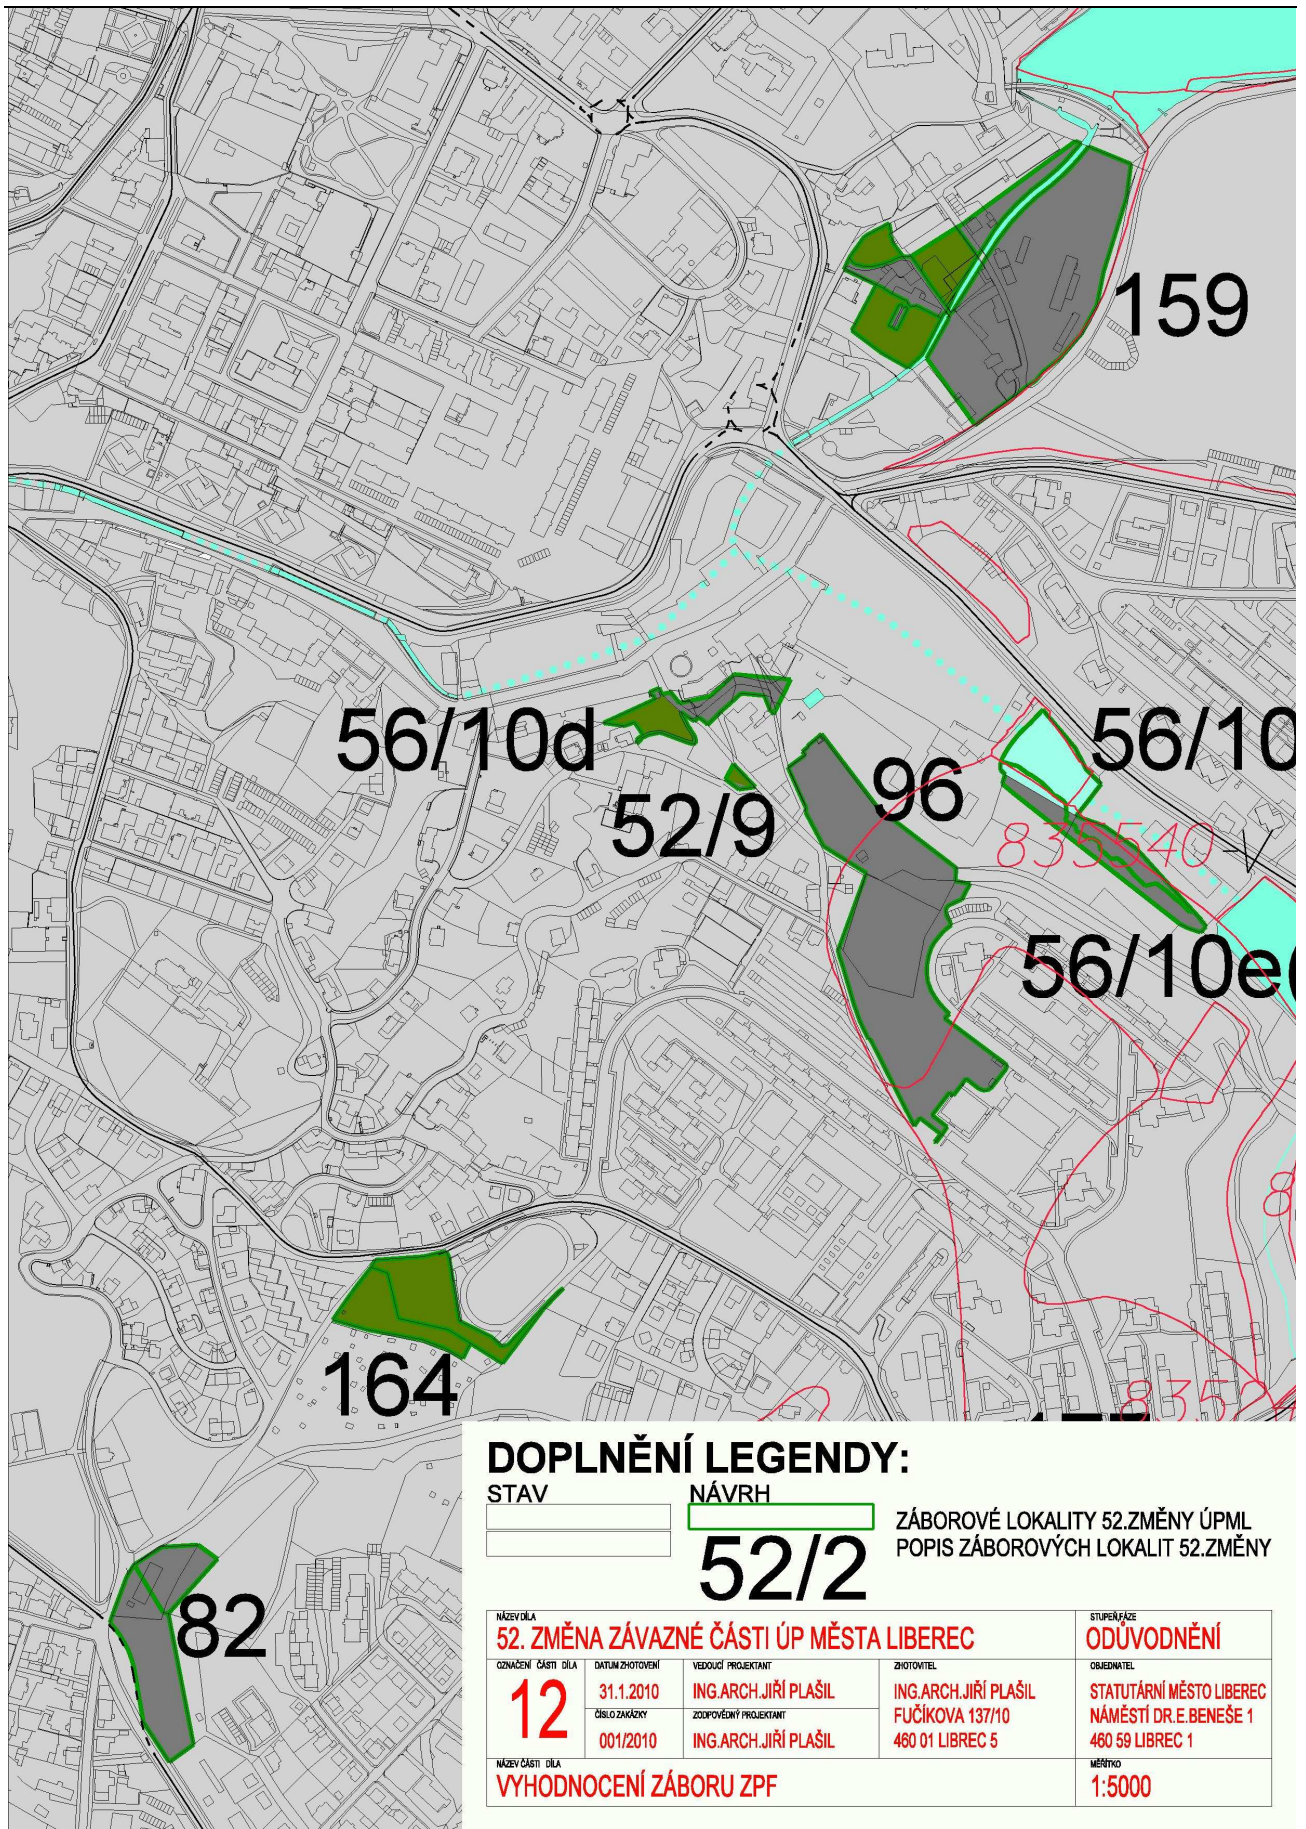 159
56/10d
56/10
96
52/9
835540
V
56/10e
164
82
DOPLNĚNÍ LEGENDY:
STAV
NÁVRH
ZÁBOROVÉ LOKALITY 52.ZMĚNY ÚPML
52/2
POPIS ZÁBOROVÝCH LOKALIT 52.ZMĚNY
NÁZEV DÍLA
52. ZMĚNA ZÁVAZNÉ ČÁSTI ÚP MĚSTA LIBEREC
STUPEŇ,FÁZE
ODŮVODNĚNÍ
OZNAČENÍ ČÁSTI DÍLA
12
DATUM ZHOTOVENÍ
31.1.2010
ČÍSLO ZAKÁZKY
001/2010
VEDOUCÍ PROJEKTANT
ING.ARCH.JIŘÍ PLAŠIL
ZODPOVĚDNÝ PROJEKTANT
ING.ARCH.JIŘÍ PLAŠIL
ZHOTOVITEL
ING.ARCH.JIŘÍ PLAŠIL
FUČÍKOVA 137/10
460 01 LIBREC 5
OBJEDNATEL
STATUTÁRNÍ MĚSTO LIBEREC
NÁMĚSTÍ DR.E.BENEŠE 1
460 59 LIBREC 1
NÁZEV ČÁSTI DÍLA
VYHODNOCENÍ ZÁBORU ZPF
MĚŘÍTKO
1:5000